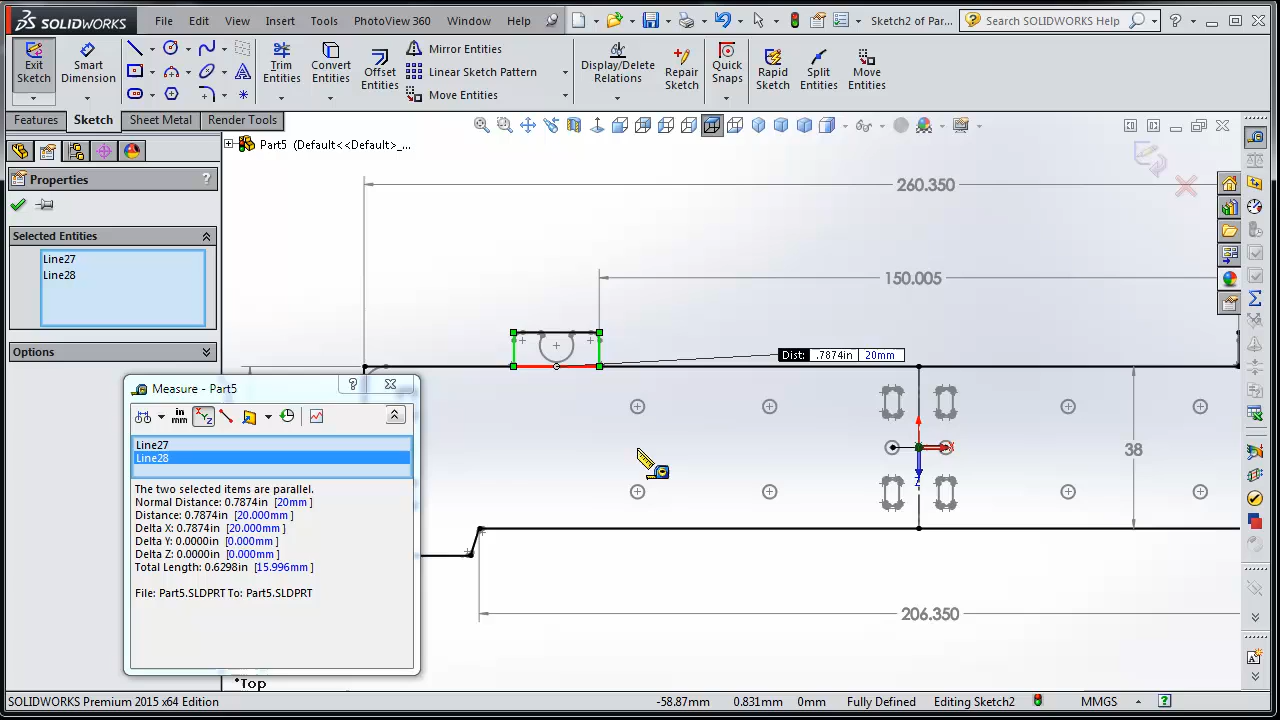 SOLIDWORKS File Edit View Insert Tools PhotoView 360 Window Help Sketch2 of Par... Search SOLIDWORKS Help
Exit Sketch
Smart Dimension
Trim Entities
Convert Entities
Offset Entities
Mirror Entities
Linear Sketch Pattern
Move Entities
Display/Delete Relations
Repair Sketch
Quick Snaps
Rapid Sketch
Split Entities
Move Entities
Features Sketch Sheet Metal Render Tools
Part5 (Default<<Default>_...
Properties ?
Selected Entities
Line27
Line28
Options
260.350
150.005
Dist: .7874in 20mm
38
206.350
X
Z
Measure - Part5
in mm
XYZ
Line27
Line28
The two selected items are parallel.
Normal Distance: 0.7874in [20mm ]
Distance: 0.7874in [20.000mm ]
Delta X: 0.7874in [20.000mm ]
Delta Y: 0.0000in [0.000mm ]
Delta Z: 0.0000in [0.000mm ]
Total Length: 0.6298in [15.996mm ]
File: Part5.SLDPRT To: Part5.SLDPRT
*Top
SOLIDWORKS Premium 2015 x64 Edition -58.87mm 0.831mm 0mm Fully Defined Editing Sketch2 MMGS